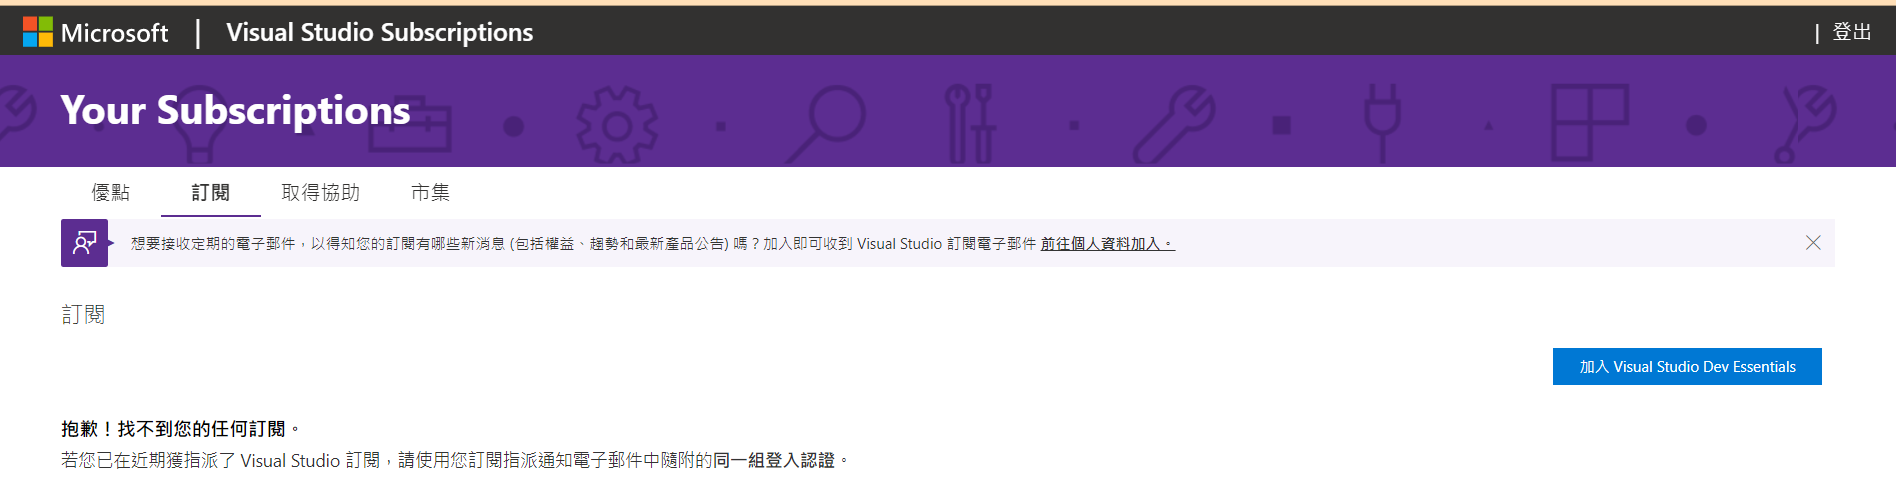 Microsoft | Visual Studio Subscriptions | 登出
Your Subscriptions
優點 訂閱 取得協助 市集
想要接收定期的電子郵件，以得知您的訂閱有哪些新消息 (包括權益、趨勢和最新產品公告) 嗎？加入即可收到 Visual Studio 訂閱電子郵件 前往個人資料加入。
訂閱
加入 Visual Studio Dev Essentials
抱歉！找不到您的任何訂閱。
若您已在近期獲指派了 Visual Studio 訂閱，請使用您訂閱指派通知電子郵件中隨附的同一組登入認證。